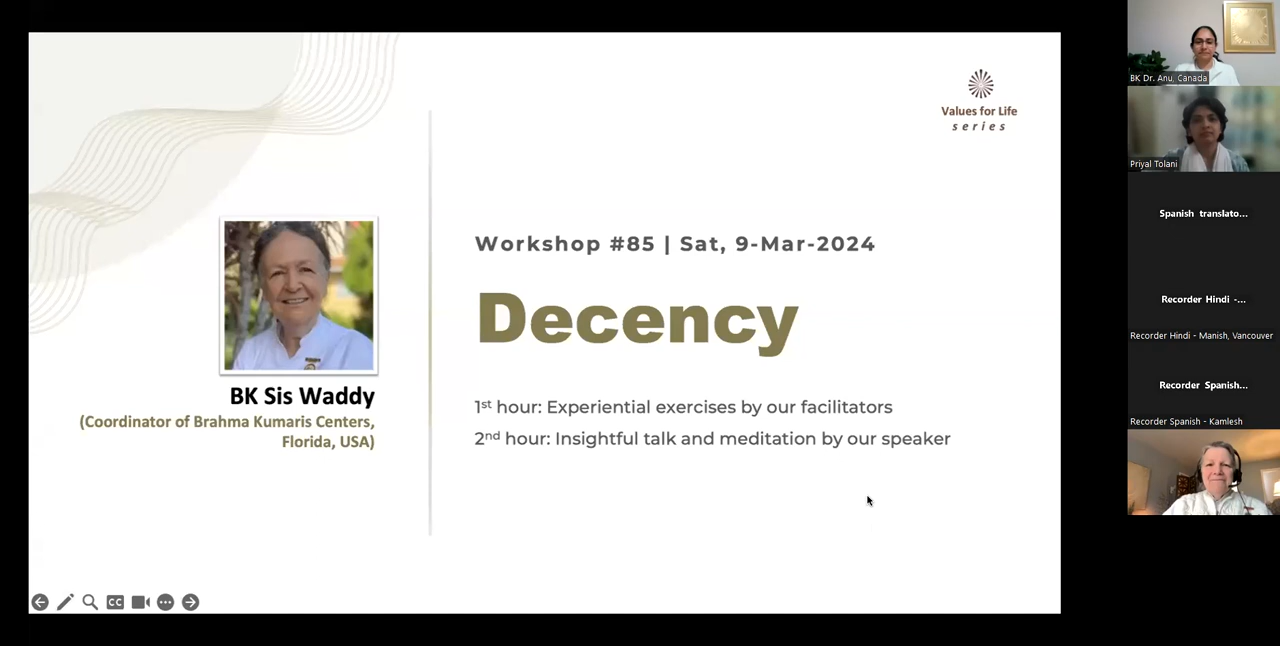 Values for Life
series
Workshop #85 | Sat, 9-Mar-2024
Decency
1st hour: Experiential exercises by our facilitators
2nd hour: Insightful talk and meditation by our speaker
BK Sis Waddy
(Coordinator of Brahma Kumaris Centers,
Florida, USA)
CC
BK Dr. Anu, Canada
Priyal Tolani
Spanish translato...
Recorder Hindi -...
Recorder Hindi - Manish, Vancouver
Recorder Spanish...
Recorder Spanish - Kamlesh